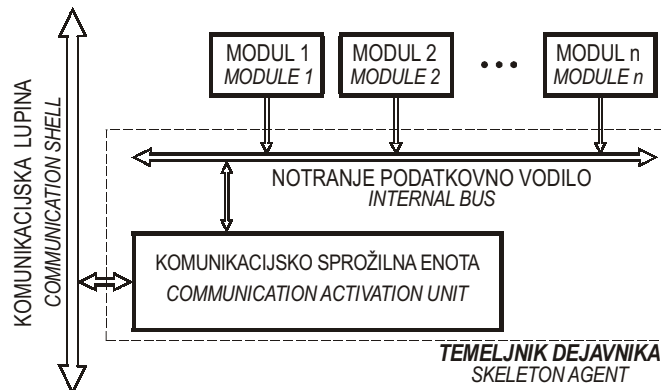 KOMUNIKACIJSKA LUPINA
COMMUNICATION SHELL
MODUL 1
MODULE 1
MODUL 2
MODULE 2
•••
MODUL n
MODULE n
NOTRANJE PODATKOVNO VODILO
INTERNAL BUS
KOMUNIKACIJSKO SPROŽILNA ENOTA
COMMUNICATION ACTIVATION UNIT
TEMELJNIK DEJAVNIKA
SKELETON AGENT